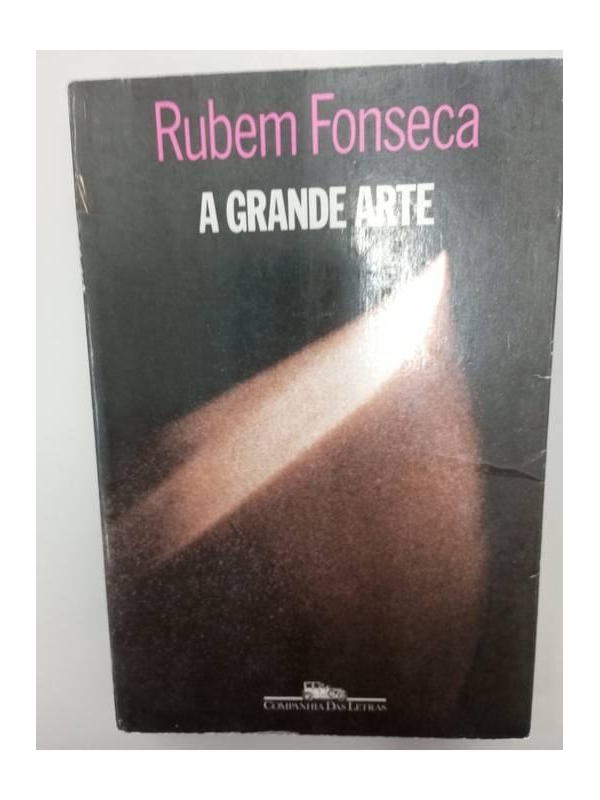 Rubem Fonseca
A GRANDE ARTE
COMPANHIA DAS LETRAS